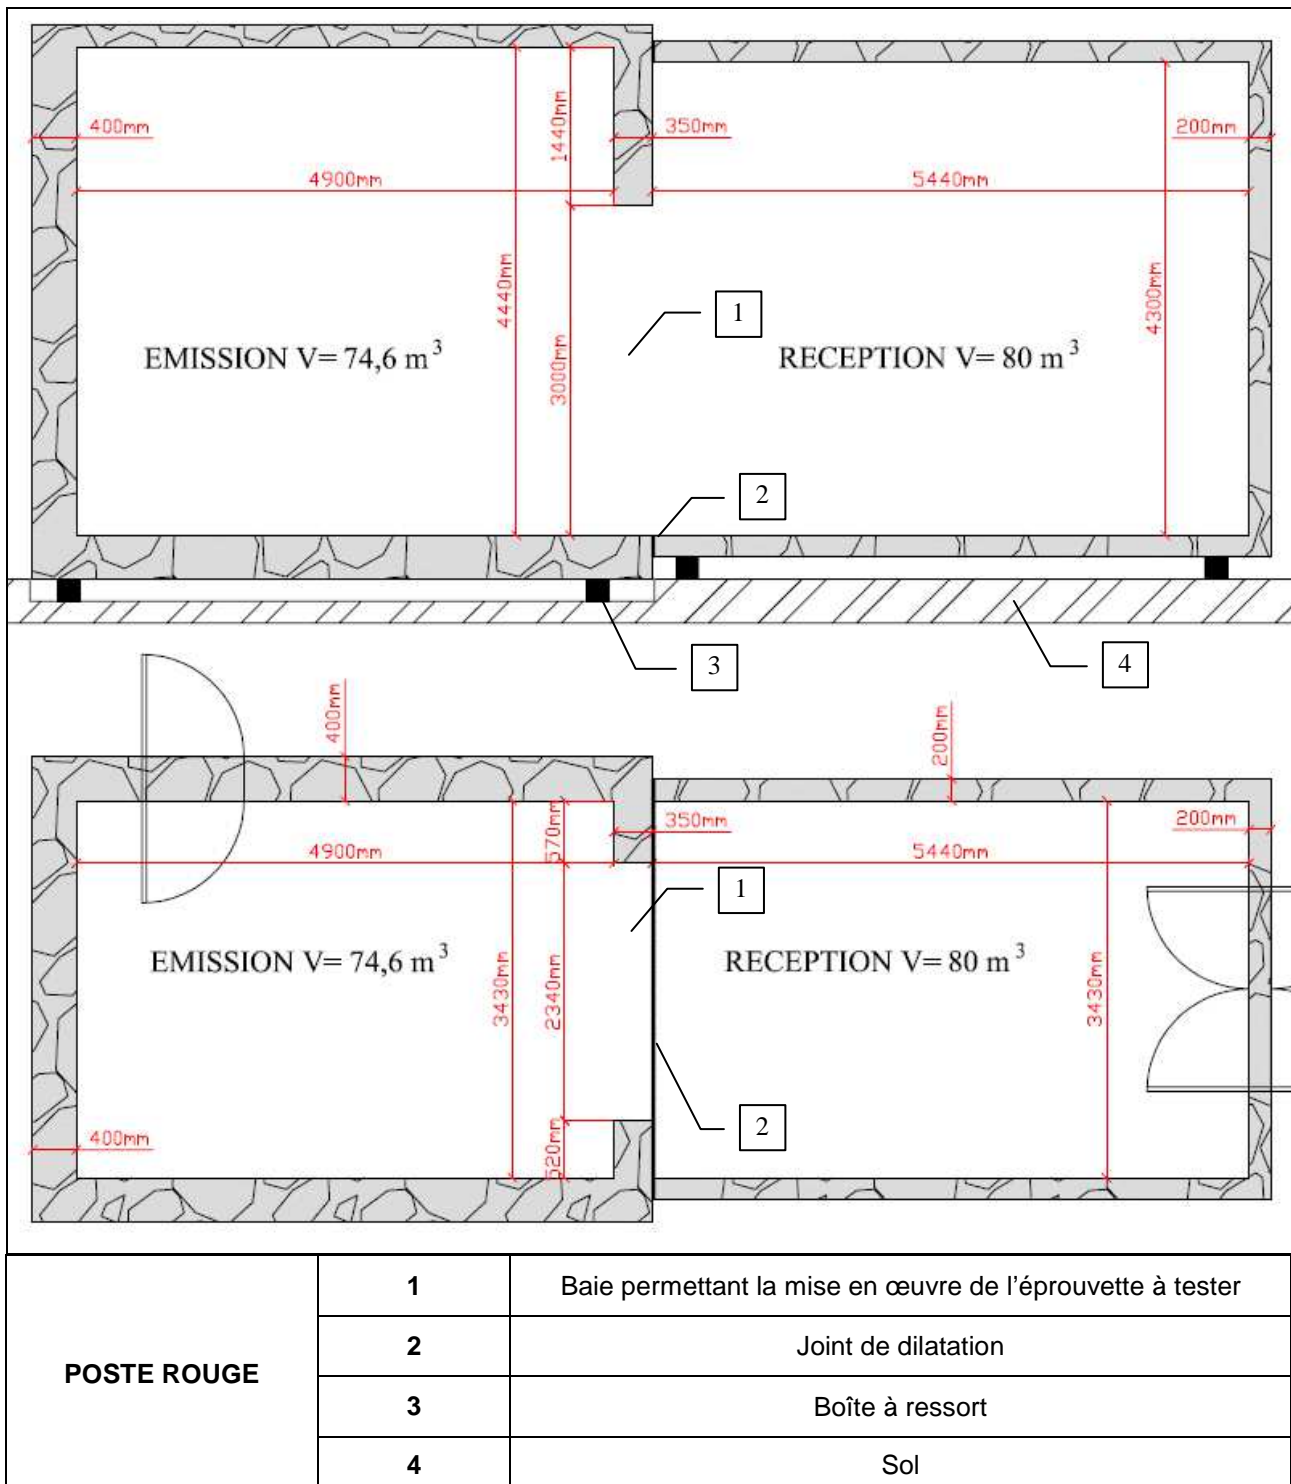 400mm
1440mm
350mm
200mm
4900mm
5440mm
4440mm
4300mm
3000mm
1
EMISSION V= 74,6 m³
RECEPTION V= 80 m³
2
3
4
400mm
200mm
570mm
350mm
200mm
4900mm
5440mm
1
EMISSION V= 74,6 m³
RECEPTION V= 80 m³
3430mm
2340mm
3430mm
400mm
520mm
2
POSTE ROUGE
1 Baie permettant la mise en œuvre de l’éprouvette à tester
2 Joint de dilatation
3 Boîte à ressort
4 Sol